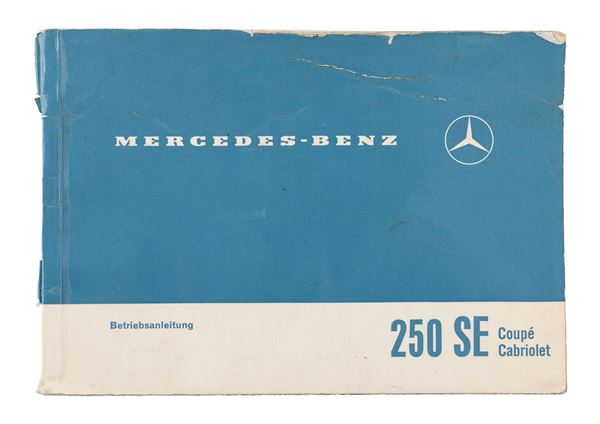 MERCEDES-BENZ
Betriebsanleitung
250 SE Coupé
Cabriolet